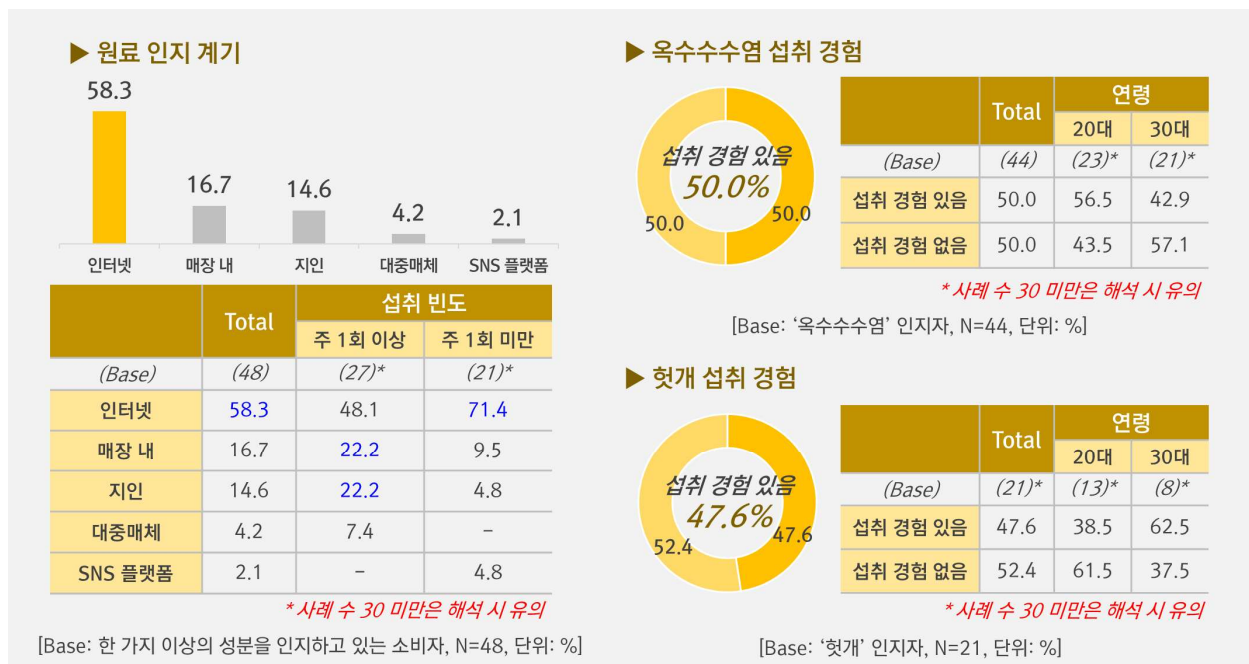 ▶ 원료 인지 계기
58.3
16.7
14.6
4.2
2.1
인터넷 매장 내 지인 대중매체 SNS 플랫폼
Total 섭취 빈도
주 1회 이상 주 1회 미만
(Base) (48) (27)* (21)*
인터넷 58.3 48.1 71.4
매장 내 16.7 22.2 9.5
지인 14.6 22.2 4.8
대중매체 4.2 7.4 –
SNS 플랫폼 2.1 – 4.8
* 사례 수 30 미만은 해석 시 유의
[Base: 한 가지 이상의 성분을 인지하고 있는 소비자, N=48, 단위: %]
▶ 옥수수수염 섭취 경험
섭취 경험 있음
50.0%
50.0 50.0
Total 연령
20대 30대
(Base) (44) (23)* (21)*
섭취 경험 있음 50.0 56.5 42.9
섭취 경험 없음 50.0 43.5 57.1
* 사례 수 30 미만은 해석 시 유의
[Base: ‘옥수수수염’ 인지자, N=44, 단위: %]
▶ 헛개 섭취 경험
섭취 경험 있음
47.6%
52.4 47.6
Total 연령
20대 30대
(Base) (21)* (13)* (8)*
섭취 경험 있음 47.6 38.5 62.5
섭취 경험 없음 52.4 61.5 37.5
* 사례 수 30 미만은 해석 시 유의
[Base: ‘헛개’ 인지자, N=21, 단위: %]